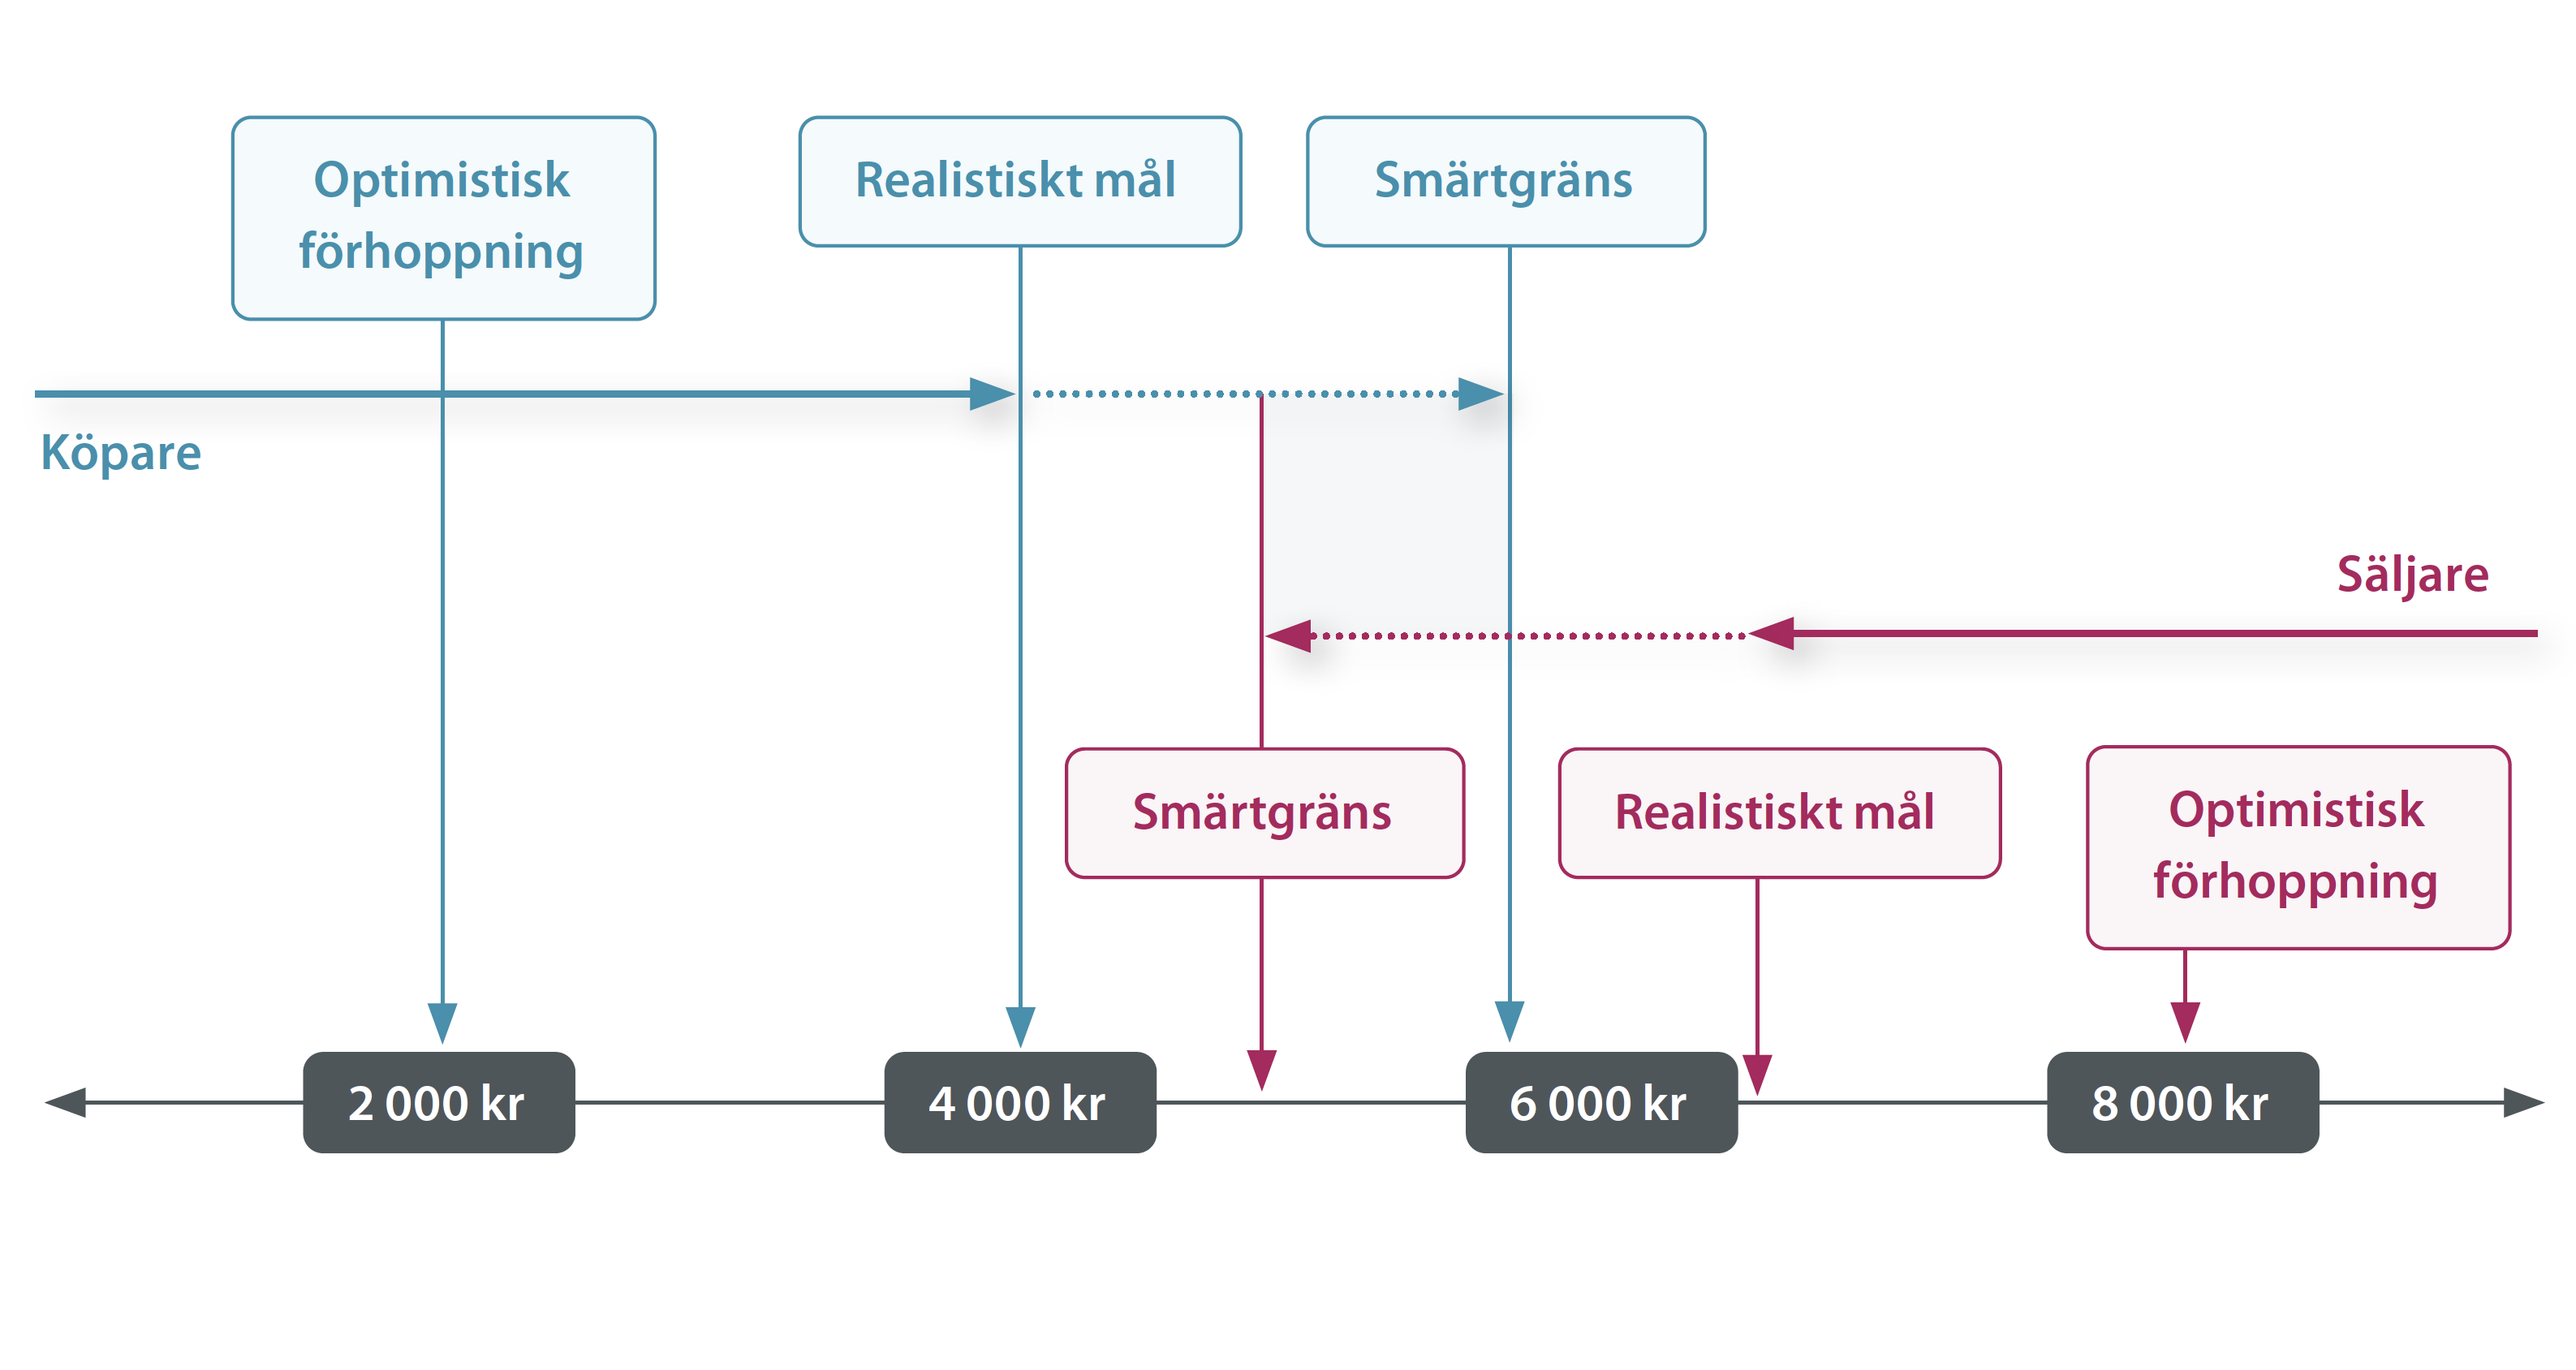 Optimistisk
förhoppning
Realistiskt mål
Smärtgräns
Köpare
Säljare
Smärtgräns
Realistiskt mål
Optimistisk
förhoppning
2 000 kr
4 000 kr
6 000 kr
8 000 kr